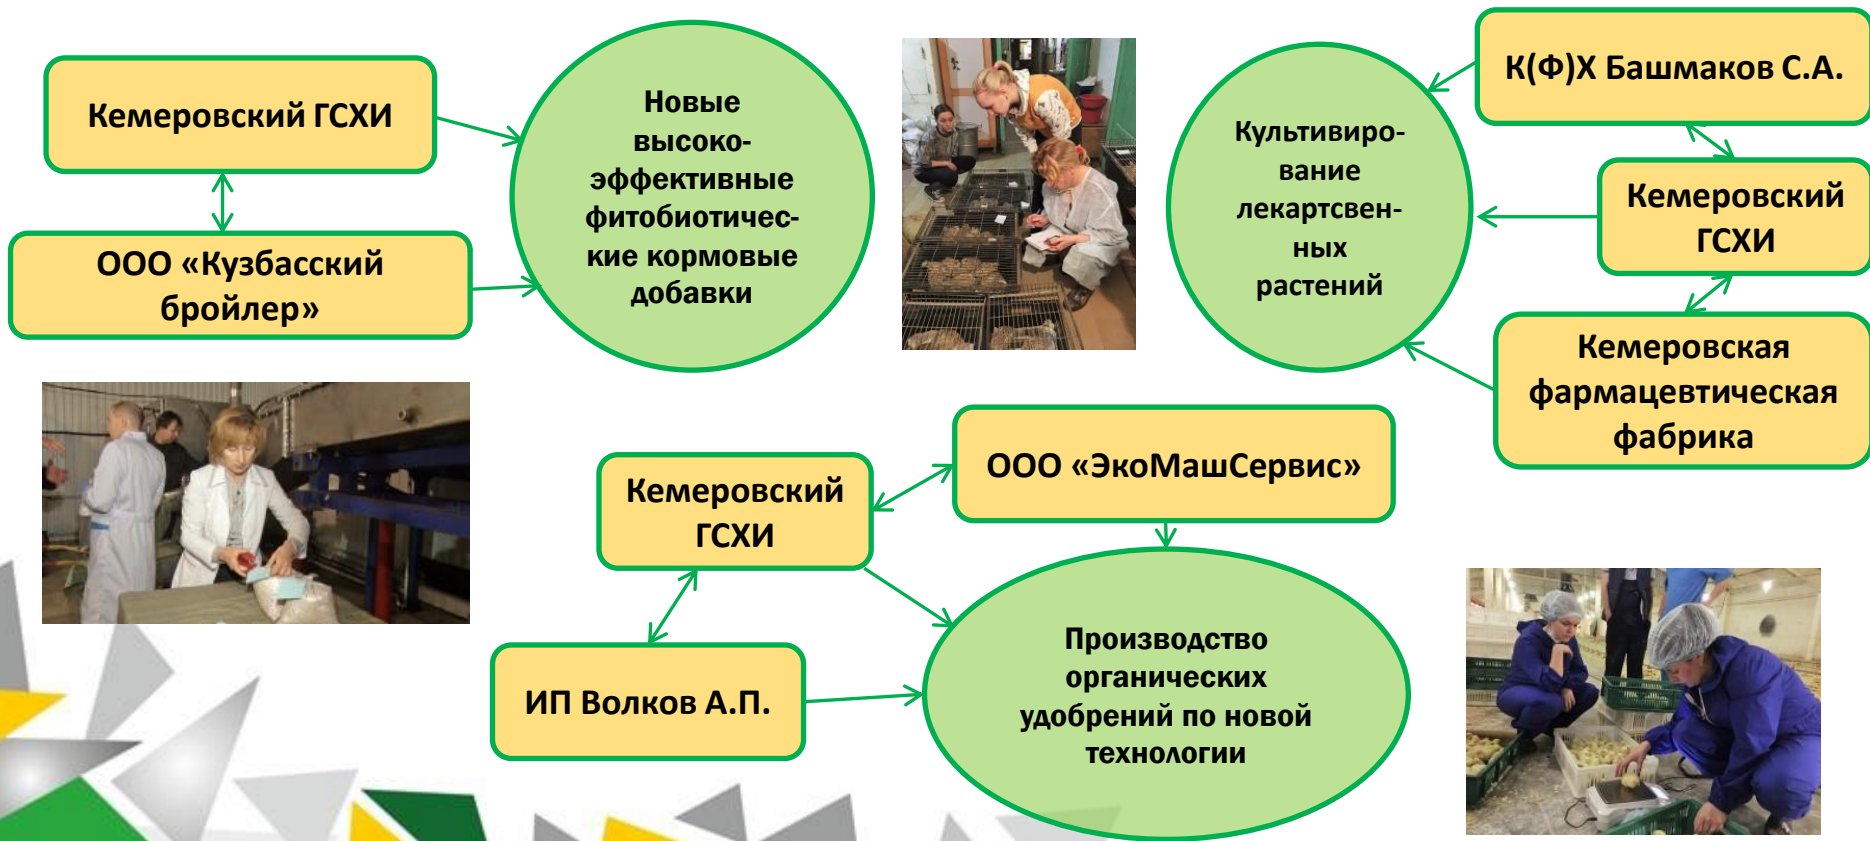 Кемеровский ГСХИ
ООО «Кузбасский
бройлер»
Новые
высоко-
эффективные
фитобиотичес-
кие кормовые
добавки
Культивиро-
вание
лекартсвен-
ных
растений
К(Ф)Х Башмаков С.А.
Кемеровский
ГСХИ
Кемеровская
фармацевтическая
фабрика
Кемеровский
ГСХИ
ООО «ЭкоМашСервис»
ИП Волков А.П.
Производство
органических
удобрений по новой
технологии